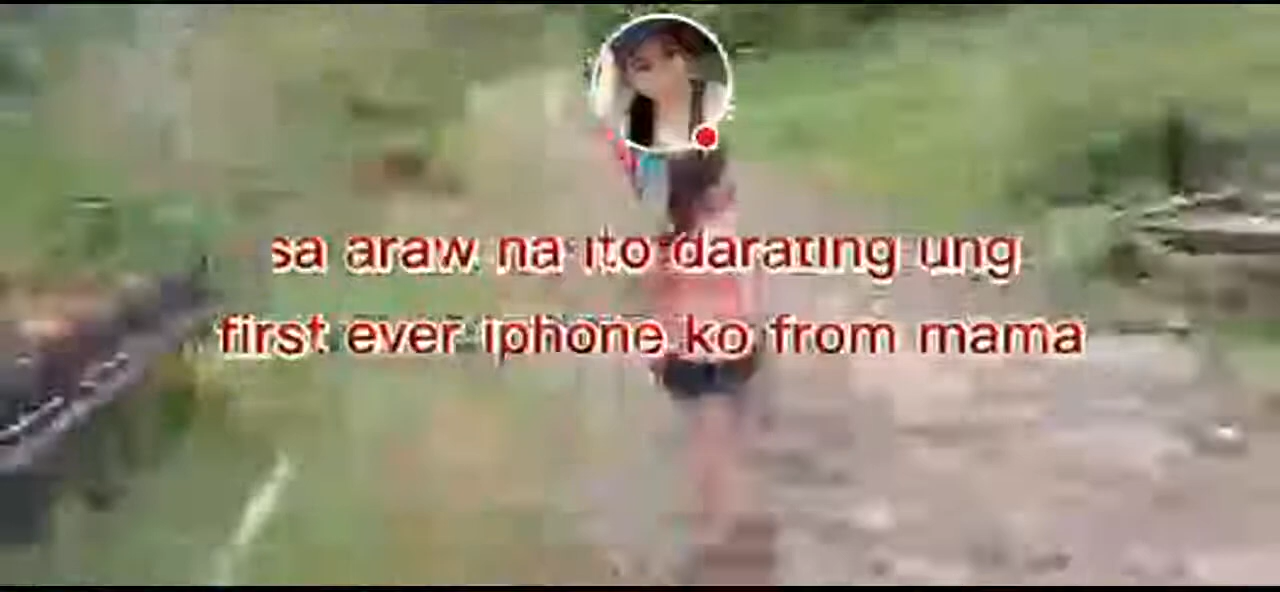 sa araw na ito darating ung
first ever iphone ko from mama